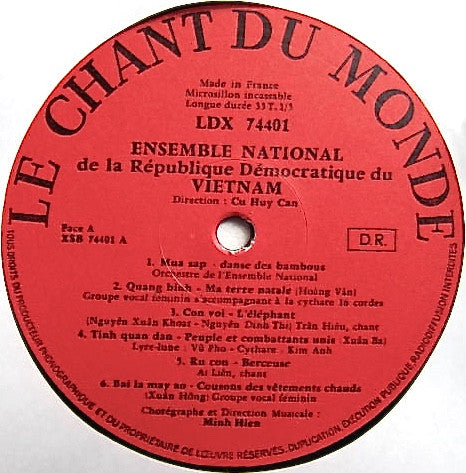 LE CHANT DU MONDE
Made in France
Microsillon incassable
Longue durée 33 T. 1/3
LDX 74401
ENSEMBLE NATIONAL
de la République Démocratique du
VIETNAM
Direction : Cu Huy Can
Face A
XSB 74401 A
D.R.
1. Mua sap - danse des bambous
Orchestre de l'Ensemble National
2. Quang binh - Ma terre natale (Hoàng Vân)
Groupe vocal féminin s'accompagnant à la cythare 16 cordes
3. Con voi - L'éléphant
(Nguyên Xuân Khoat - Nguyên Dinh Thi) Trân Hiêu, chant
4. Tinh quan dan - Peuple et combattants unis (Xuân Ba)
Lyre-lune : Vû Pho - Cythare : Kim Anh
5. Ru con - Berceuse
Ai Liên, chant
6. Bai la may ao - Cousons des vêtements chauds
(Xuân Hông) Groupe vocal féminin
Chorégraphe et Direction Musicale :
Minh Hien
TOUS DROITS DU PRODUCTEUR PHONOGRAPHIQUE ET DU PROPRIÉTAIRE DE L'ŒUVRE RÉSERVÉS. DUPLICATION, EXÉCUTION PUBLIQUE, RADIODIFFUSION INTERDITES